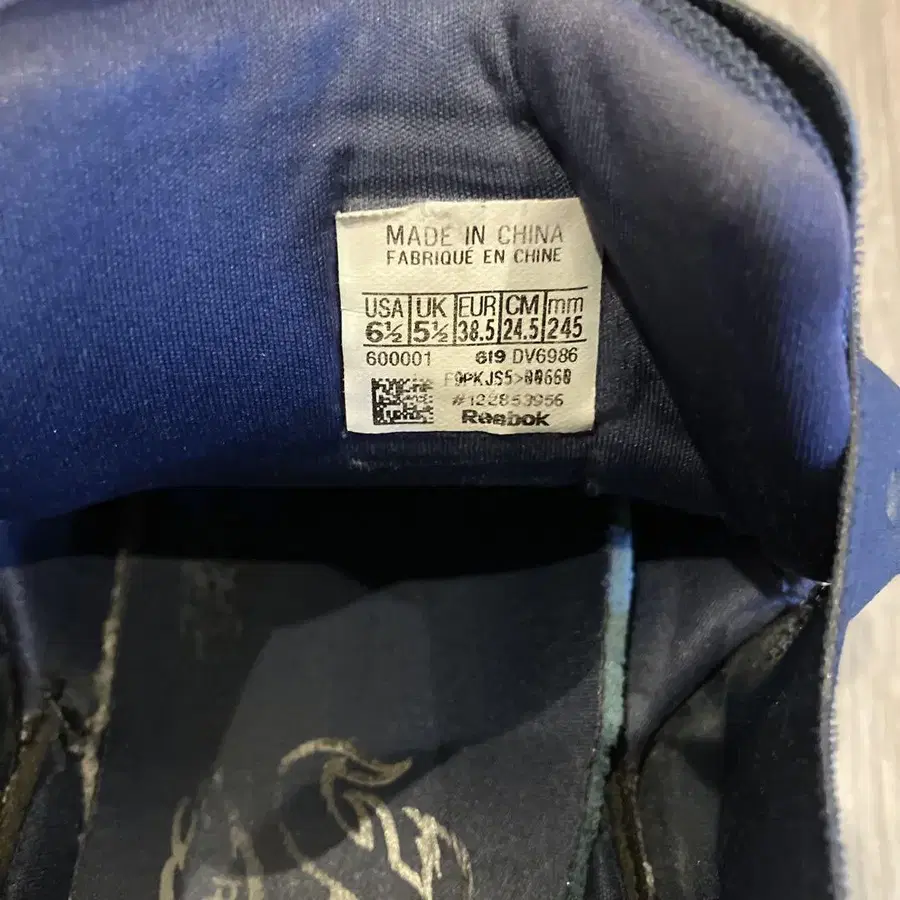 MADE IN CHINA
FABRIQUÉ EN CHINE
USA UK EUR CM mm
6½ 5½ 38.5 24.5 245
600001 619 DV6986
#122853956
Reebok